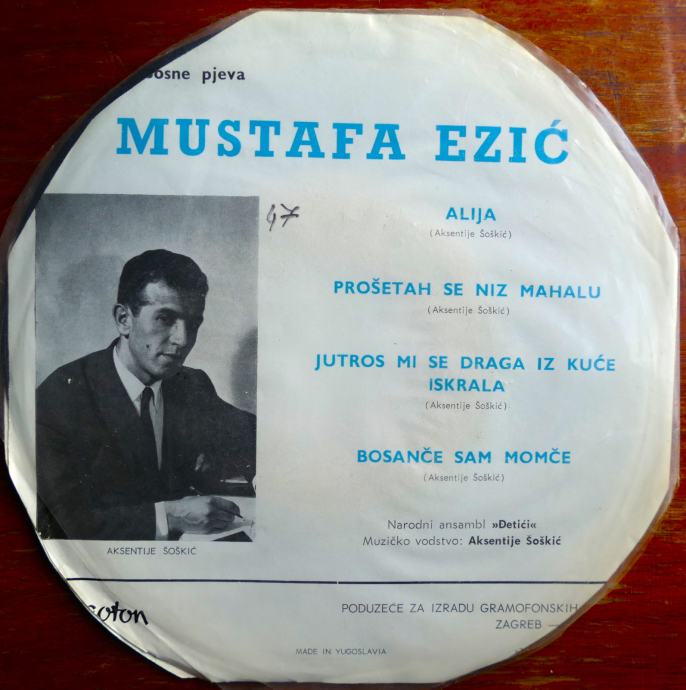 osne pjeva
MUSTAFA EZIĆ
47
ALIJA
(Aksentije Šoškić)
PROŠETAH SE NIZ MAHALU
(Aksentije Šoškić)
JUTROS MI SE DRAGA IZ KUĆE
ISKRALA
(Aksentije Šoškić)
BOSANČE SAM MOMČE
(Aksentije Šoškić)
Narodni ansambl »Detići«
Muzičko vodstvo: Aksentije Šoškić
AKSENTIJE ŠOŠKIĆ
oton
PODUZEĆE ZA IZRADU GRAMOFONSKIH
ZAGREB —
MADE IN YUGOSLAVIA